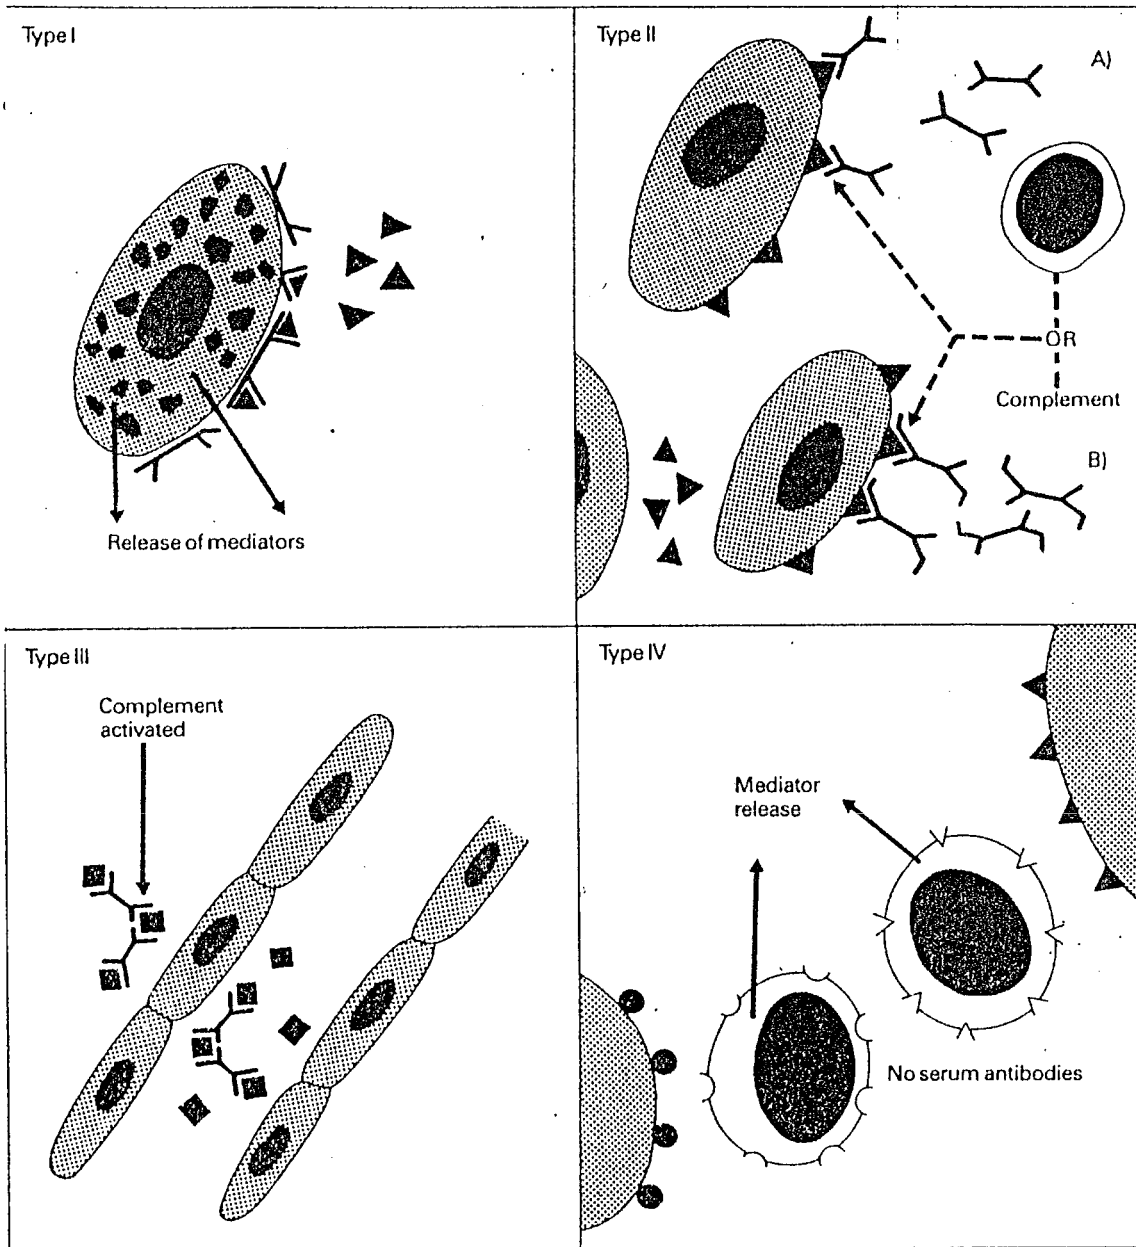 Type I
Release of mediators
Type II
A)
OR
Complement
B)
Type III
Complement
activated
Type IV
Mediator
release
No serum antibodies